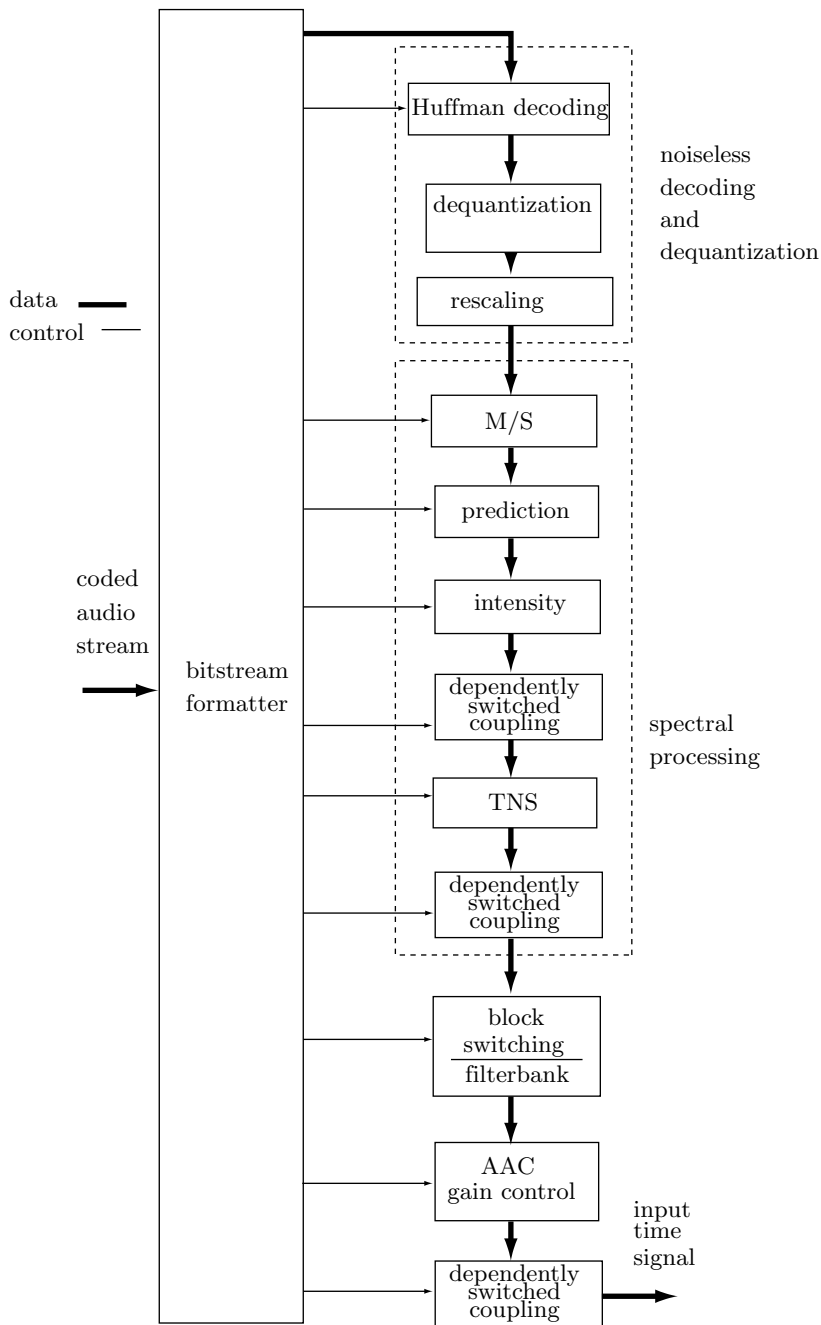 Huffman decoding
noiseless
decoding
and
dequantization
dequantization
rescaling
data
control
M/S
prediction
coded
audio
stream
intensity
bitstream
formatter
dependently
switched
coupling
spectral
processing
TNS
dependently
switched
coupling
block
switching
filterbank
AAC
gain control
input
time
signal
dependently
switched
coupling